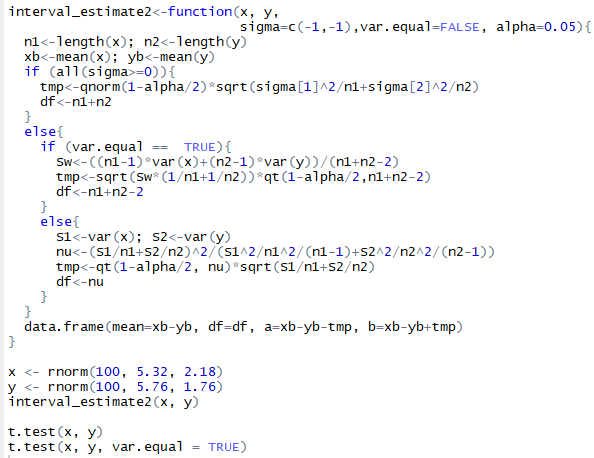 interval_estimate2<-function(x, y,
                             sigma=c(-1,-1),var.equal=FALSE, alpha=0.05){
  n1<-length(x); n2<-length(y)
  xb<-mean(x); yb<-mean(y)
  if (all(sigma>=0)){
    tmp<-qnorm(1-alpha/2)*sqrt(sigma[1]^2/n1+sigma[2]^2/n2)
    df<-n1+n2
  }
  else{
    if (var.equal ==  TRUE){
      Sw<-((n1-1)*var(x)+(n2-1)*var(y))/(n1+n2-2)
      tmp<-sqrt(Sw*(1/n1+1/n2))*qt(1-alpha/2,n1+n2-2)
      df<-n1+n2-2
    }
    else{
      S1<-var(x); S2<-var(y)
      nu<-(S1/n1+S2/n2)^2/(S1^2/n1^2/(n1-1)+S2^2/n2^2/(n2-1))
      tmp<-qt(1-alpha/2, nu)*sqrt(S1/n1+S2/n2)
      df<-nu
    }
  }
  data.frame(mean=xb-yb, df=df, a=xb-yb-tmp, b=xb-yb+tmp)
}

x <- rnorm(100, 5.32, 2.18)
y <- rnorm(100, 5.76, 1.76)
interval_estimate2(x, y)

t.test(x, y)
t.test(x, y, var.equal = TRUE)